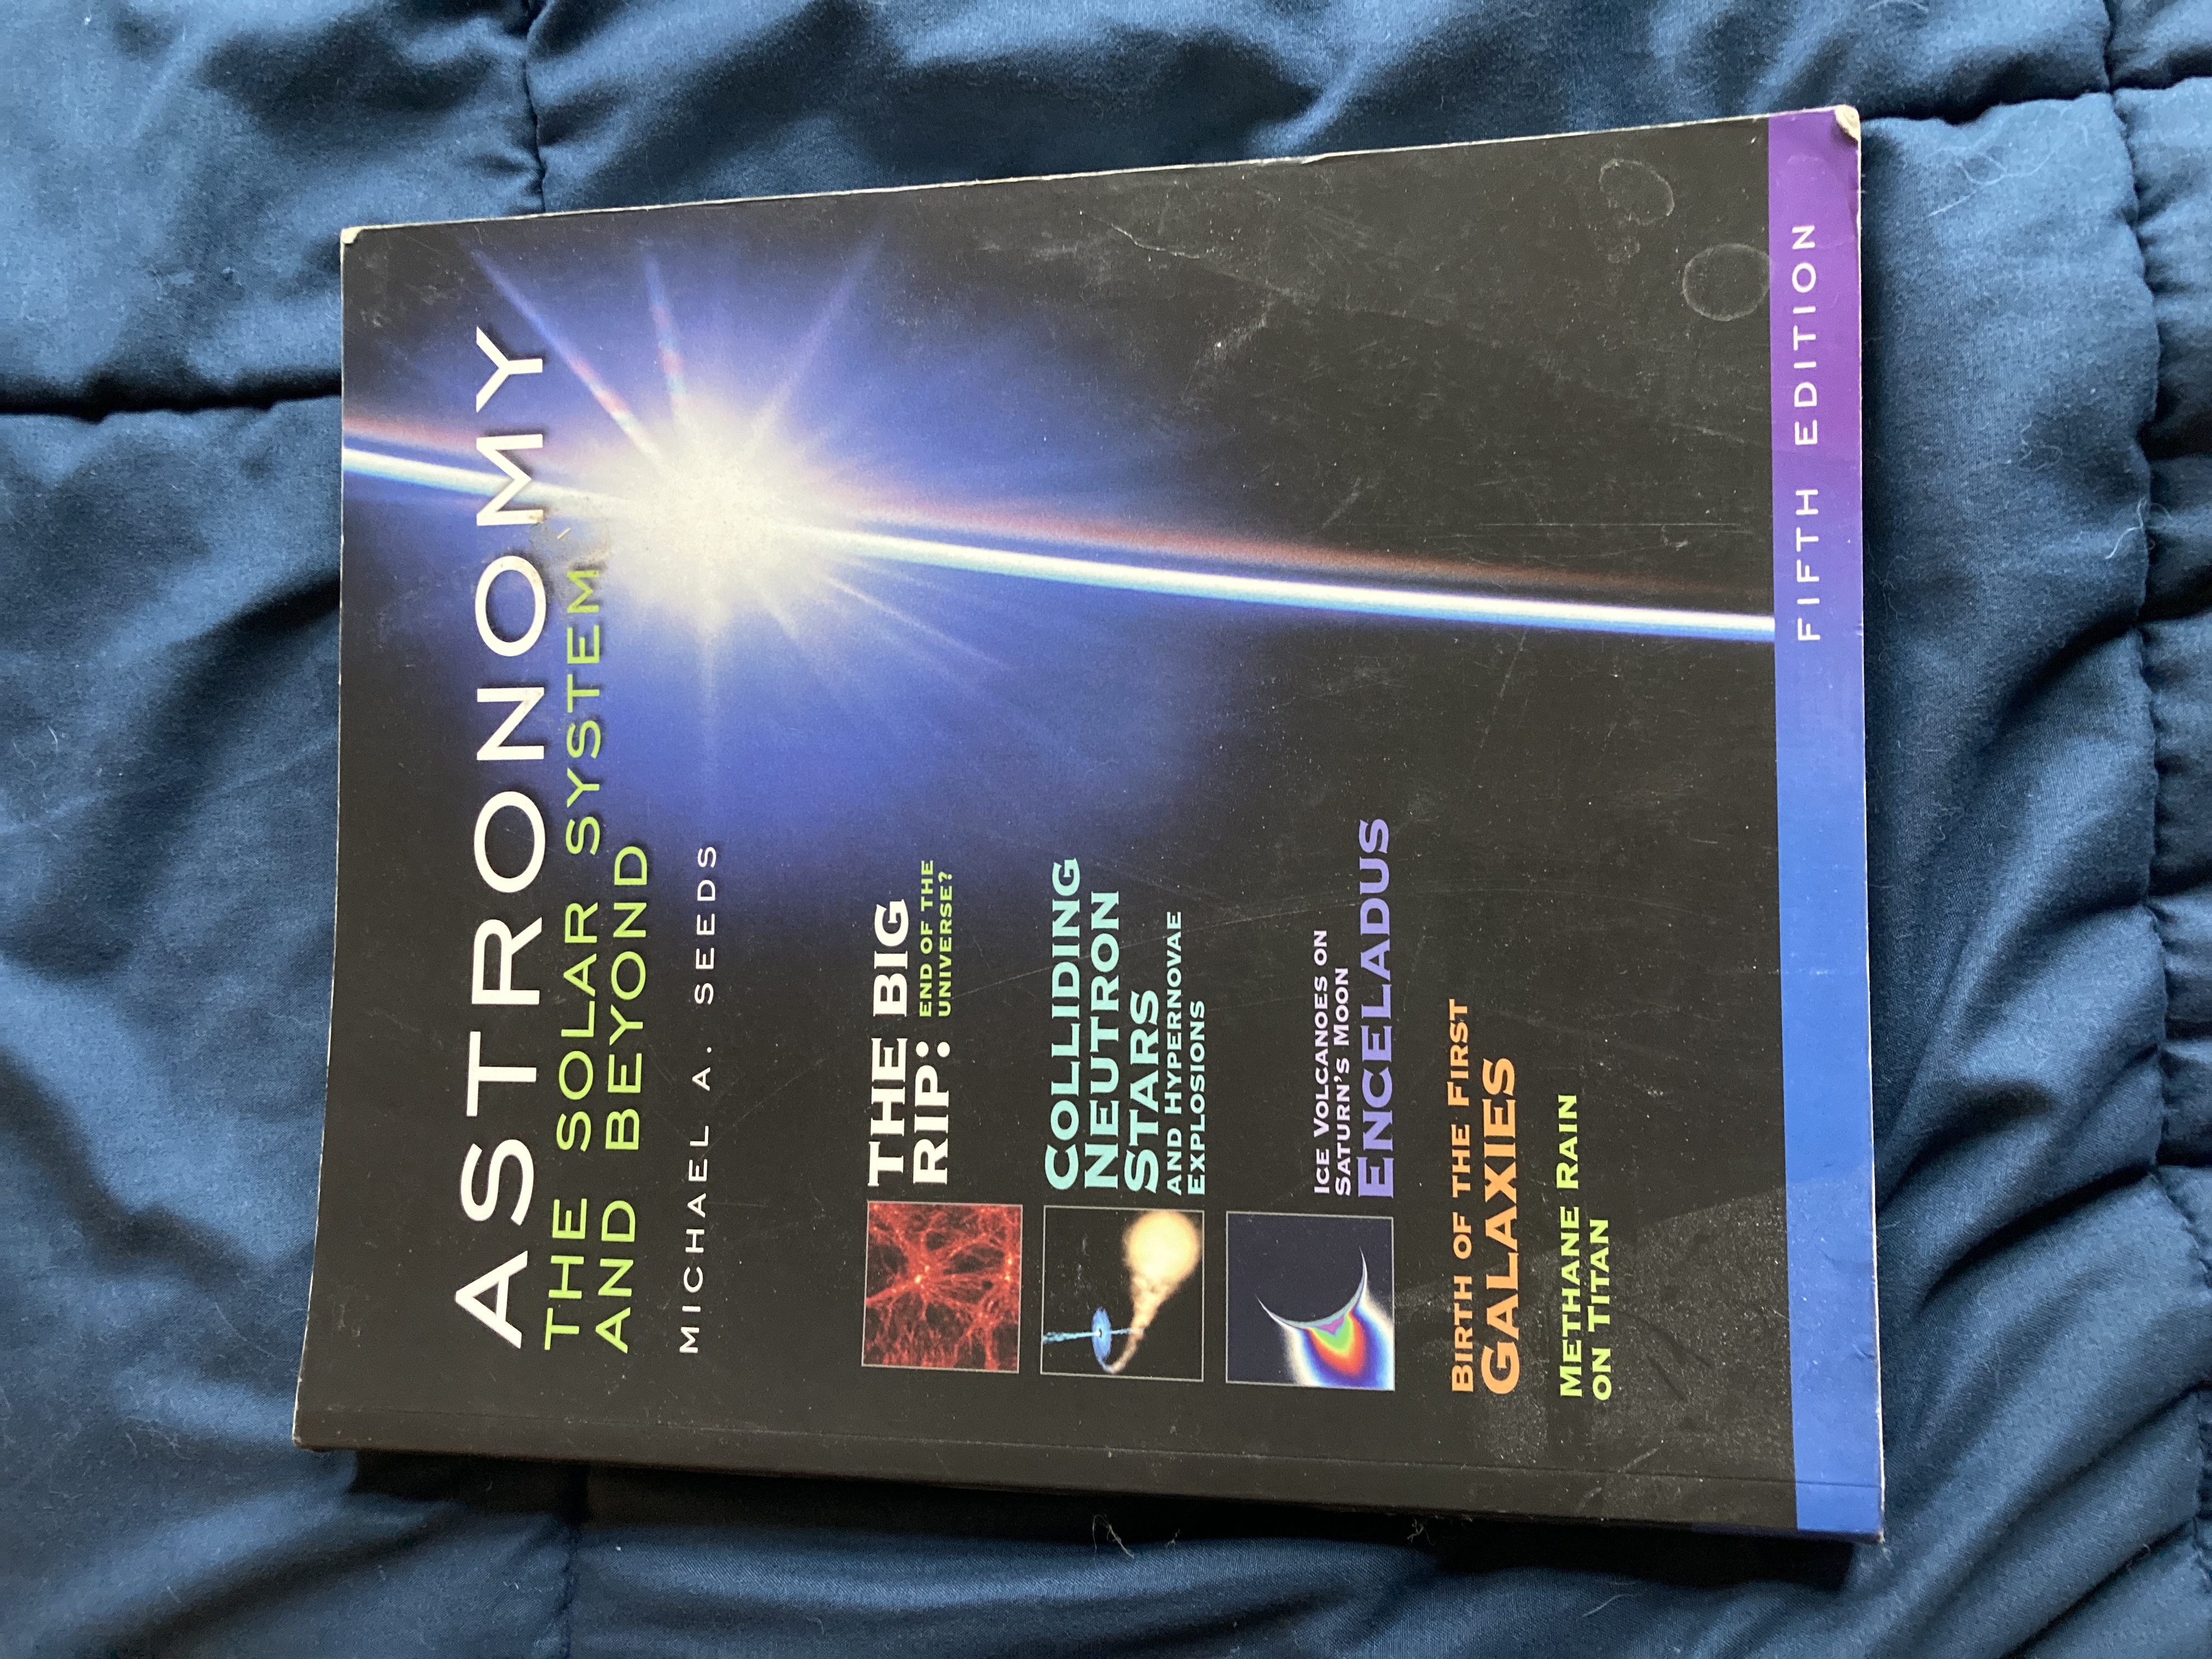 ASTRONOMY
THE SOLAR SYSTEM
AND BEYOND
MICHAEL A. SEEDS
THE BIG
RIP:
END OF THE
UNIVERSE?
COLLIDING
NEUTRON
STARS
AND HYPERNOVAE
EXPLOSIONS
ICE VOLCANOES ON
SATURN'S MOON
ENCELADUS
BIRTH OF THE FIRST
GALAXIES
METHANE RAIN
ON TITAN
FIFTH EDITION